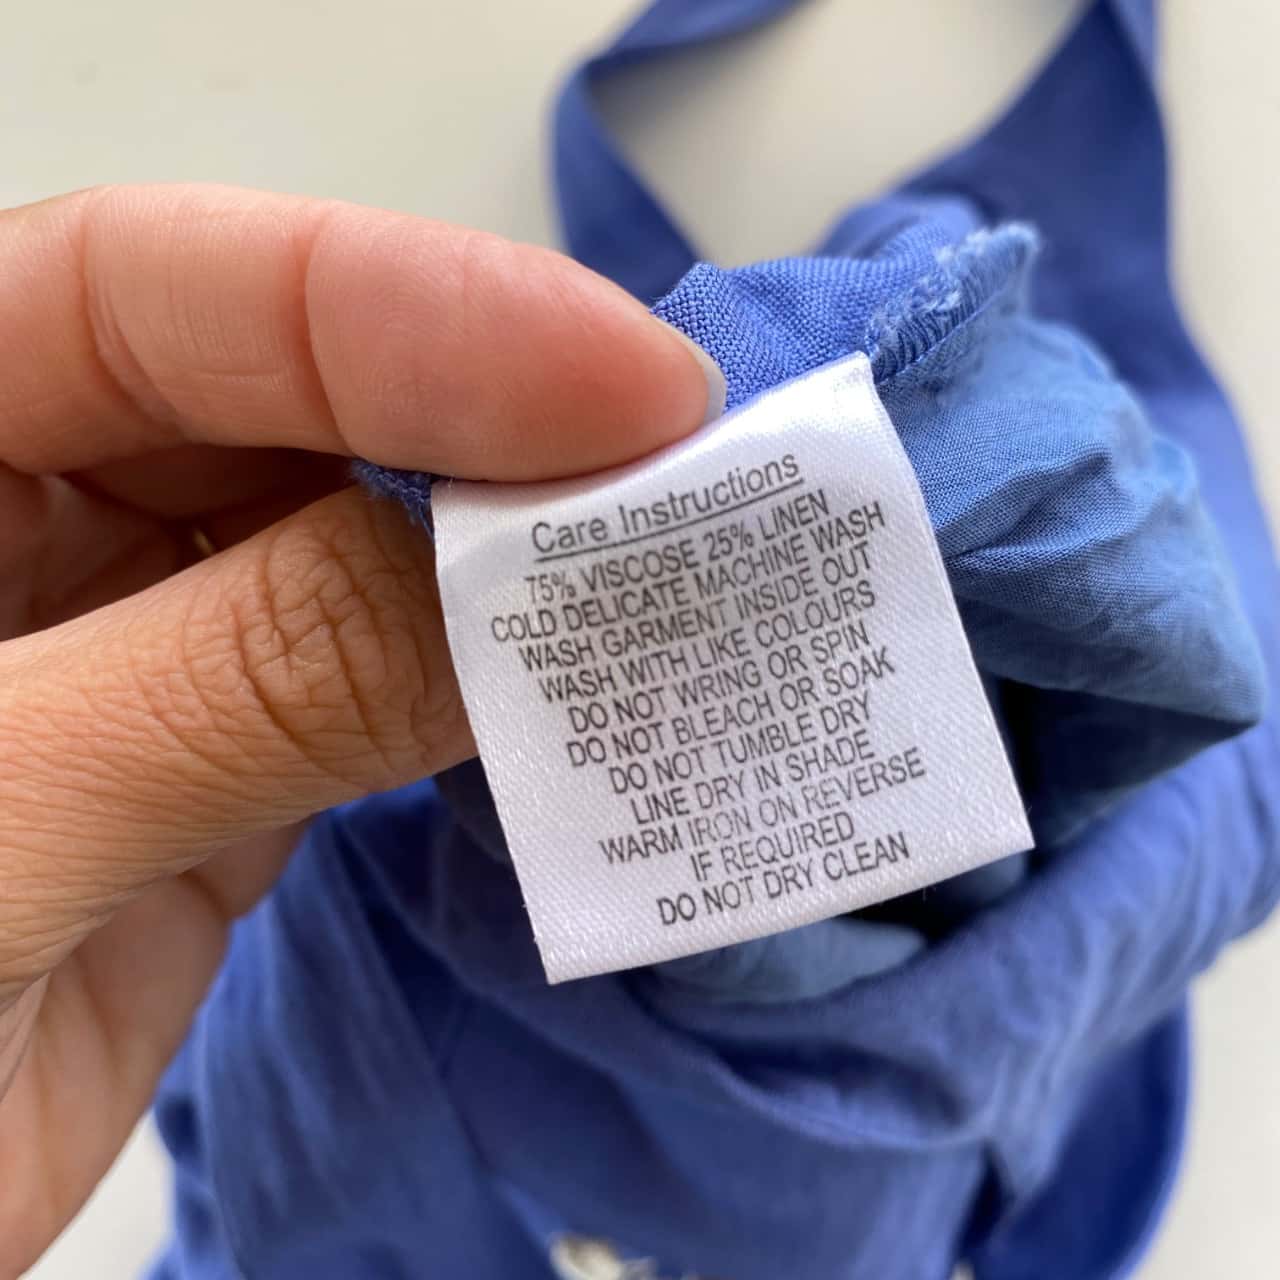 Care Instructions
75% VISCOSE 25% LINEN
COLD DELICATE MACHINE WASH
WASH GARMENT INSIDE OUT
WASH WITH LIKE COLOURS
DO NOT WRING OR SPIN
DO NOT BLEACH OR SOAK
DO NOT TUMBLE DRY
LINE DRY IN SHADE
WARM IRON ON REVERSE
IF REQUIRED
DO NOT DRY CLEAN